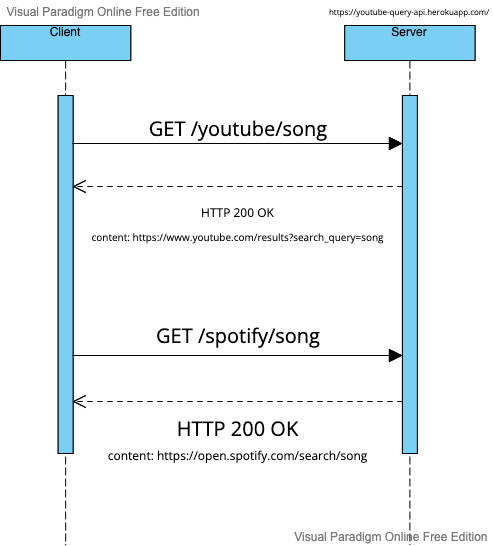 Visual Paradigm Online Free Edition
https://youtube-query-api.herokuapp.com/
Client
Server
GET /youtube/song
HTTP 200 OK
content: https://www.youtube.com/results?search_query=song
GET /spotify/song
HTTP 200 OK
content: https://open.spotify.com/search/song
Visual Paradigm Online Free Edition